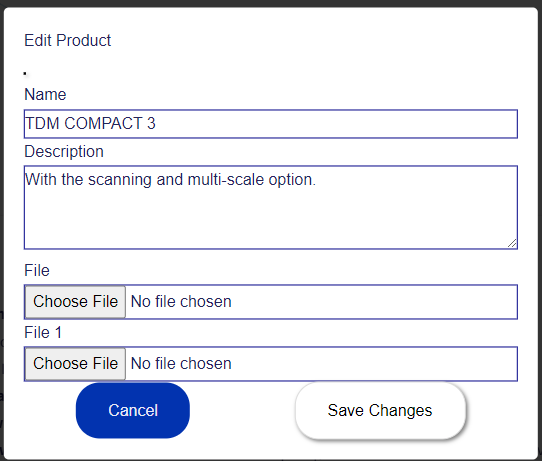 Edit Product
Name
TDM COMPACT 3
Description
With the scanning and multi-scale option.
File
Choose File No file chosen
File 1
Choose File No file chosen
Cancel Save Changes